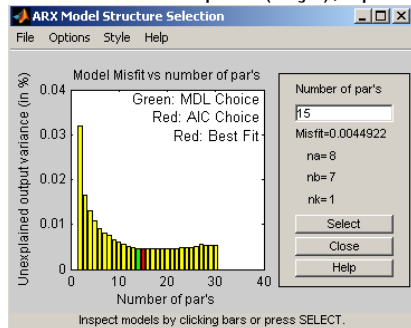 ARX Model Structure Selection
File Options Style Help
Model Misfit vs number of par's
Unexplained output variance (in %)
0.04
0.03
0.02
0.01
0
0 10 20 30 40
Number of par's
Green: MDL Choice
Red: AIC Choice
Red: Best Fit
Number of par's
15
Misfit=0.0044922
na= 8
nb= 7
nk= 1
Select
Close
Help
Inspect models by clicking bars or press SELECT.